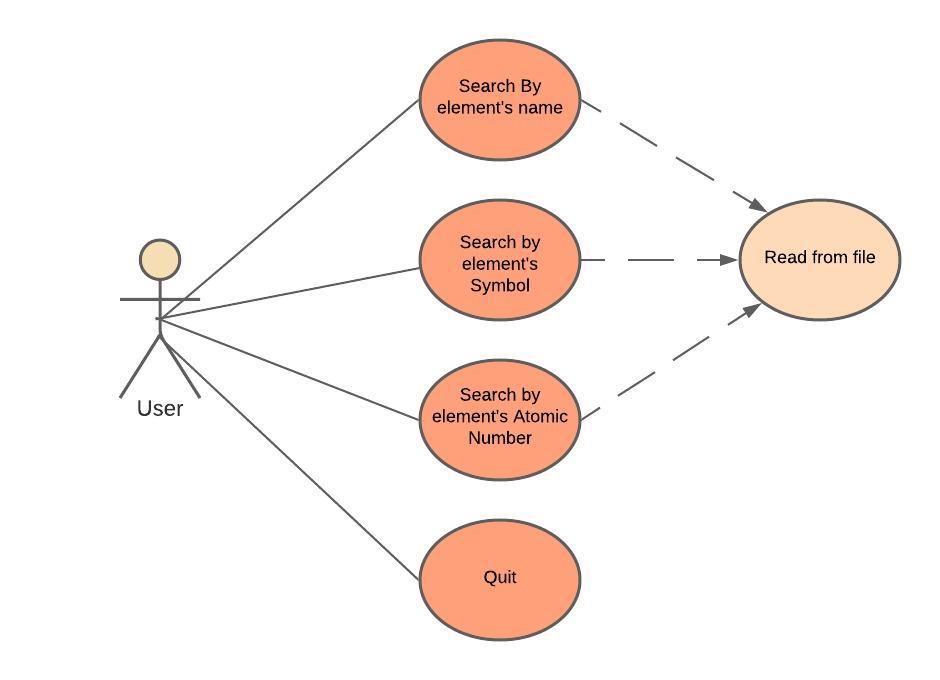 Search By
element's name
Search by
element's
Symbol
Read from file
Search by
element's Atomic
Number
User
Quit